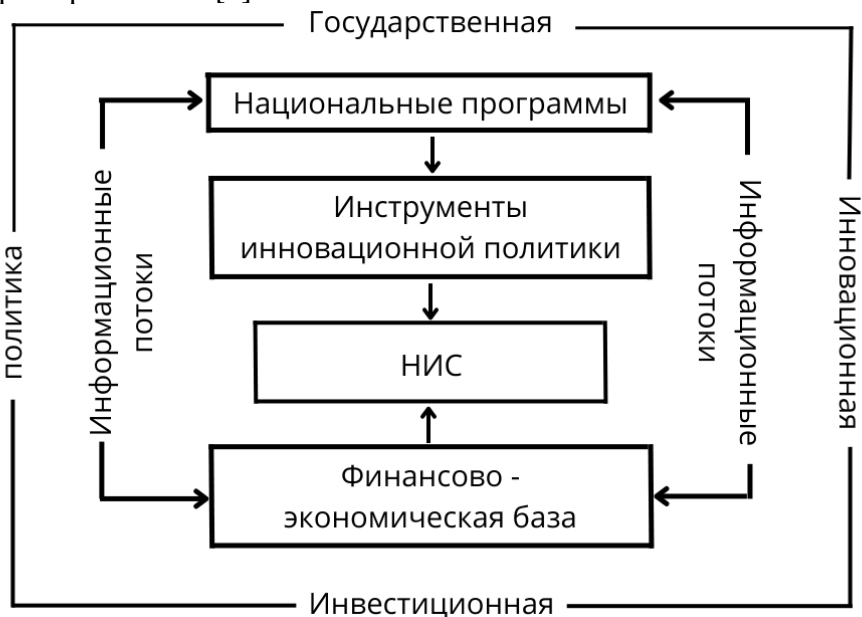 Государственная
Национальные программы
Инструменты
инновационной политики
НИС
Финансово -
экономическая база
Информационные
потоки
Информационные
потоки
политика
Инновационная
Инвестиционная